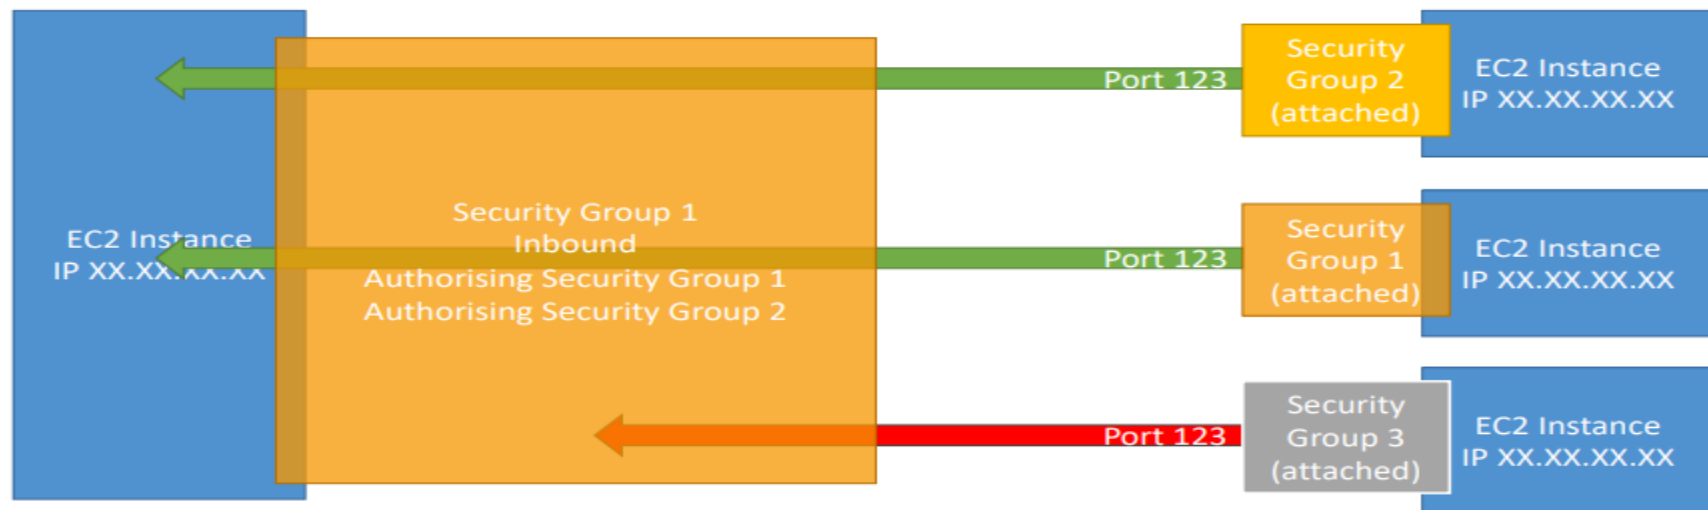 EC2 Instance
IP XX.XX.XX.XX
Security Group 1
Inbound
Authorising Security Group 1
Authorising Security Group 2
Port 123
Security
Group 2
(attached)
EC2 Instance
IP XX.XX.XX.XX
Port 123
Security
Group 1
(attached)
EC2 Instance
IP XX.XX.XX.XX
Port 123
Security
Group 3
(attached)
EC2 Instance
IP XX.XX.XX.XX